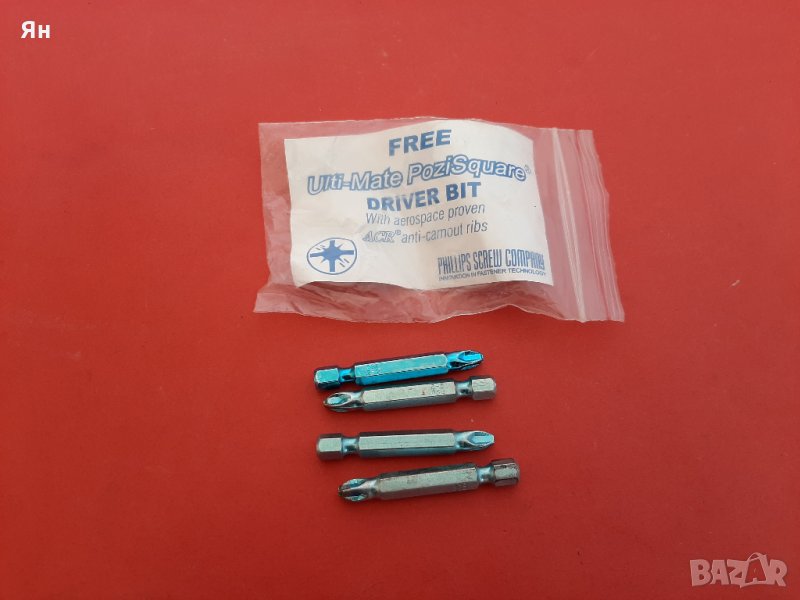 Ян
FREE
Ulti-Mate PoziSquare®
DRIVER BIT
With aerospace proven
ACR® anti-camout ribs
PHILLIPS SCREW COMPANY
INNOVATION IN FASTENER TECHNOLOGY
BAZAR